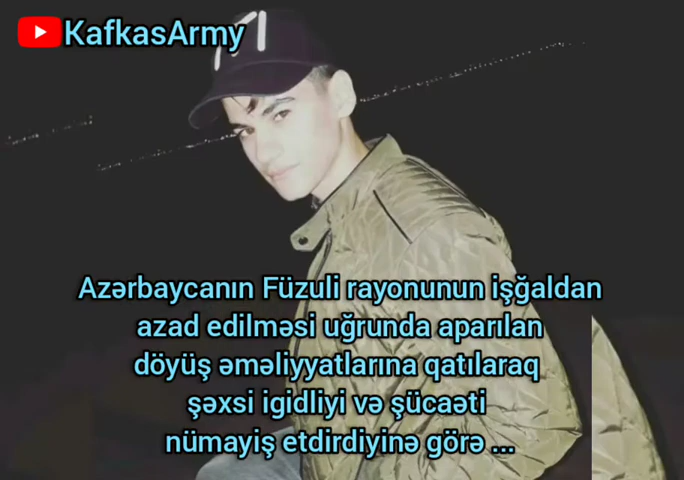 KafkasArmy
Azərbaycanın Füzuli rayonunun işğaldan
azad edilməsi uğrunda aparılan
döyüş əməliyyatlarına qatılaraq
şəxsi igidliyi və şücaəti
nümayiş etdirdiyinə görə ...